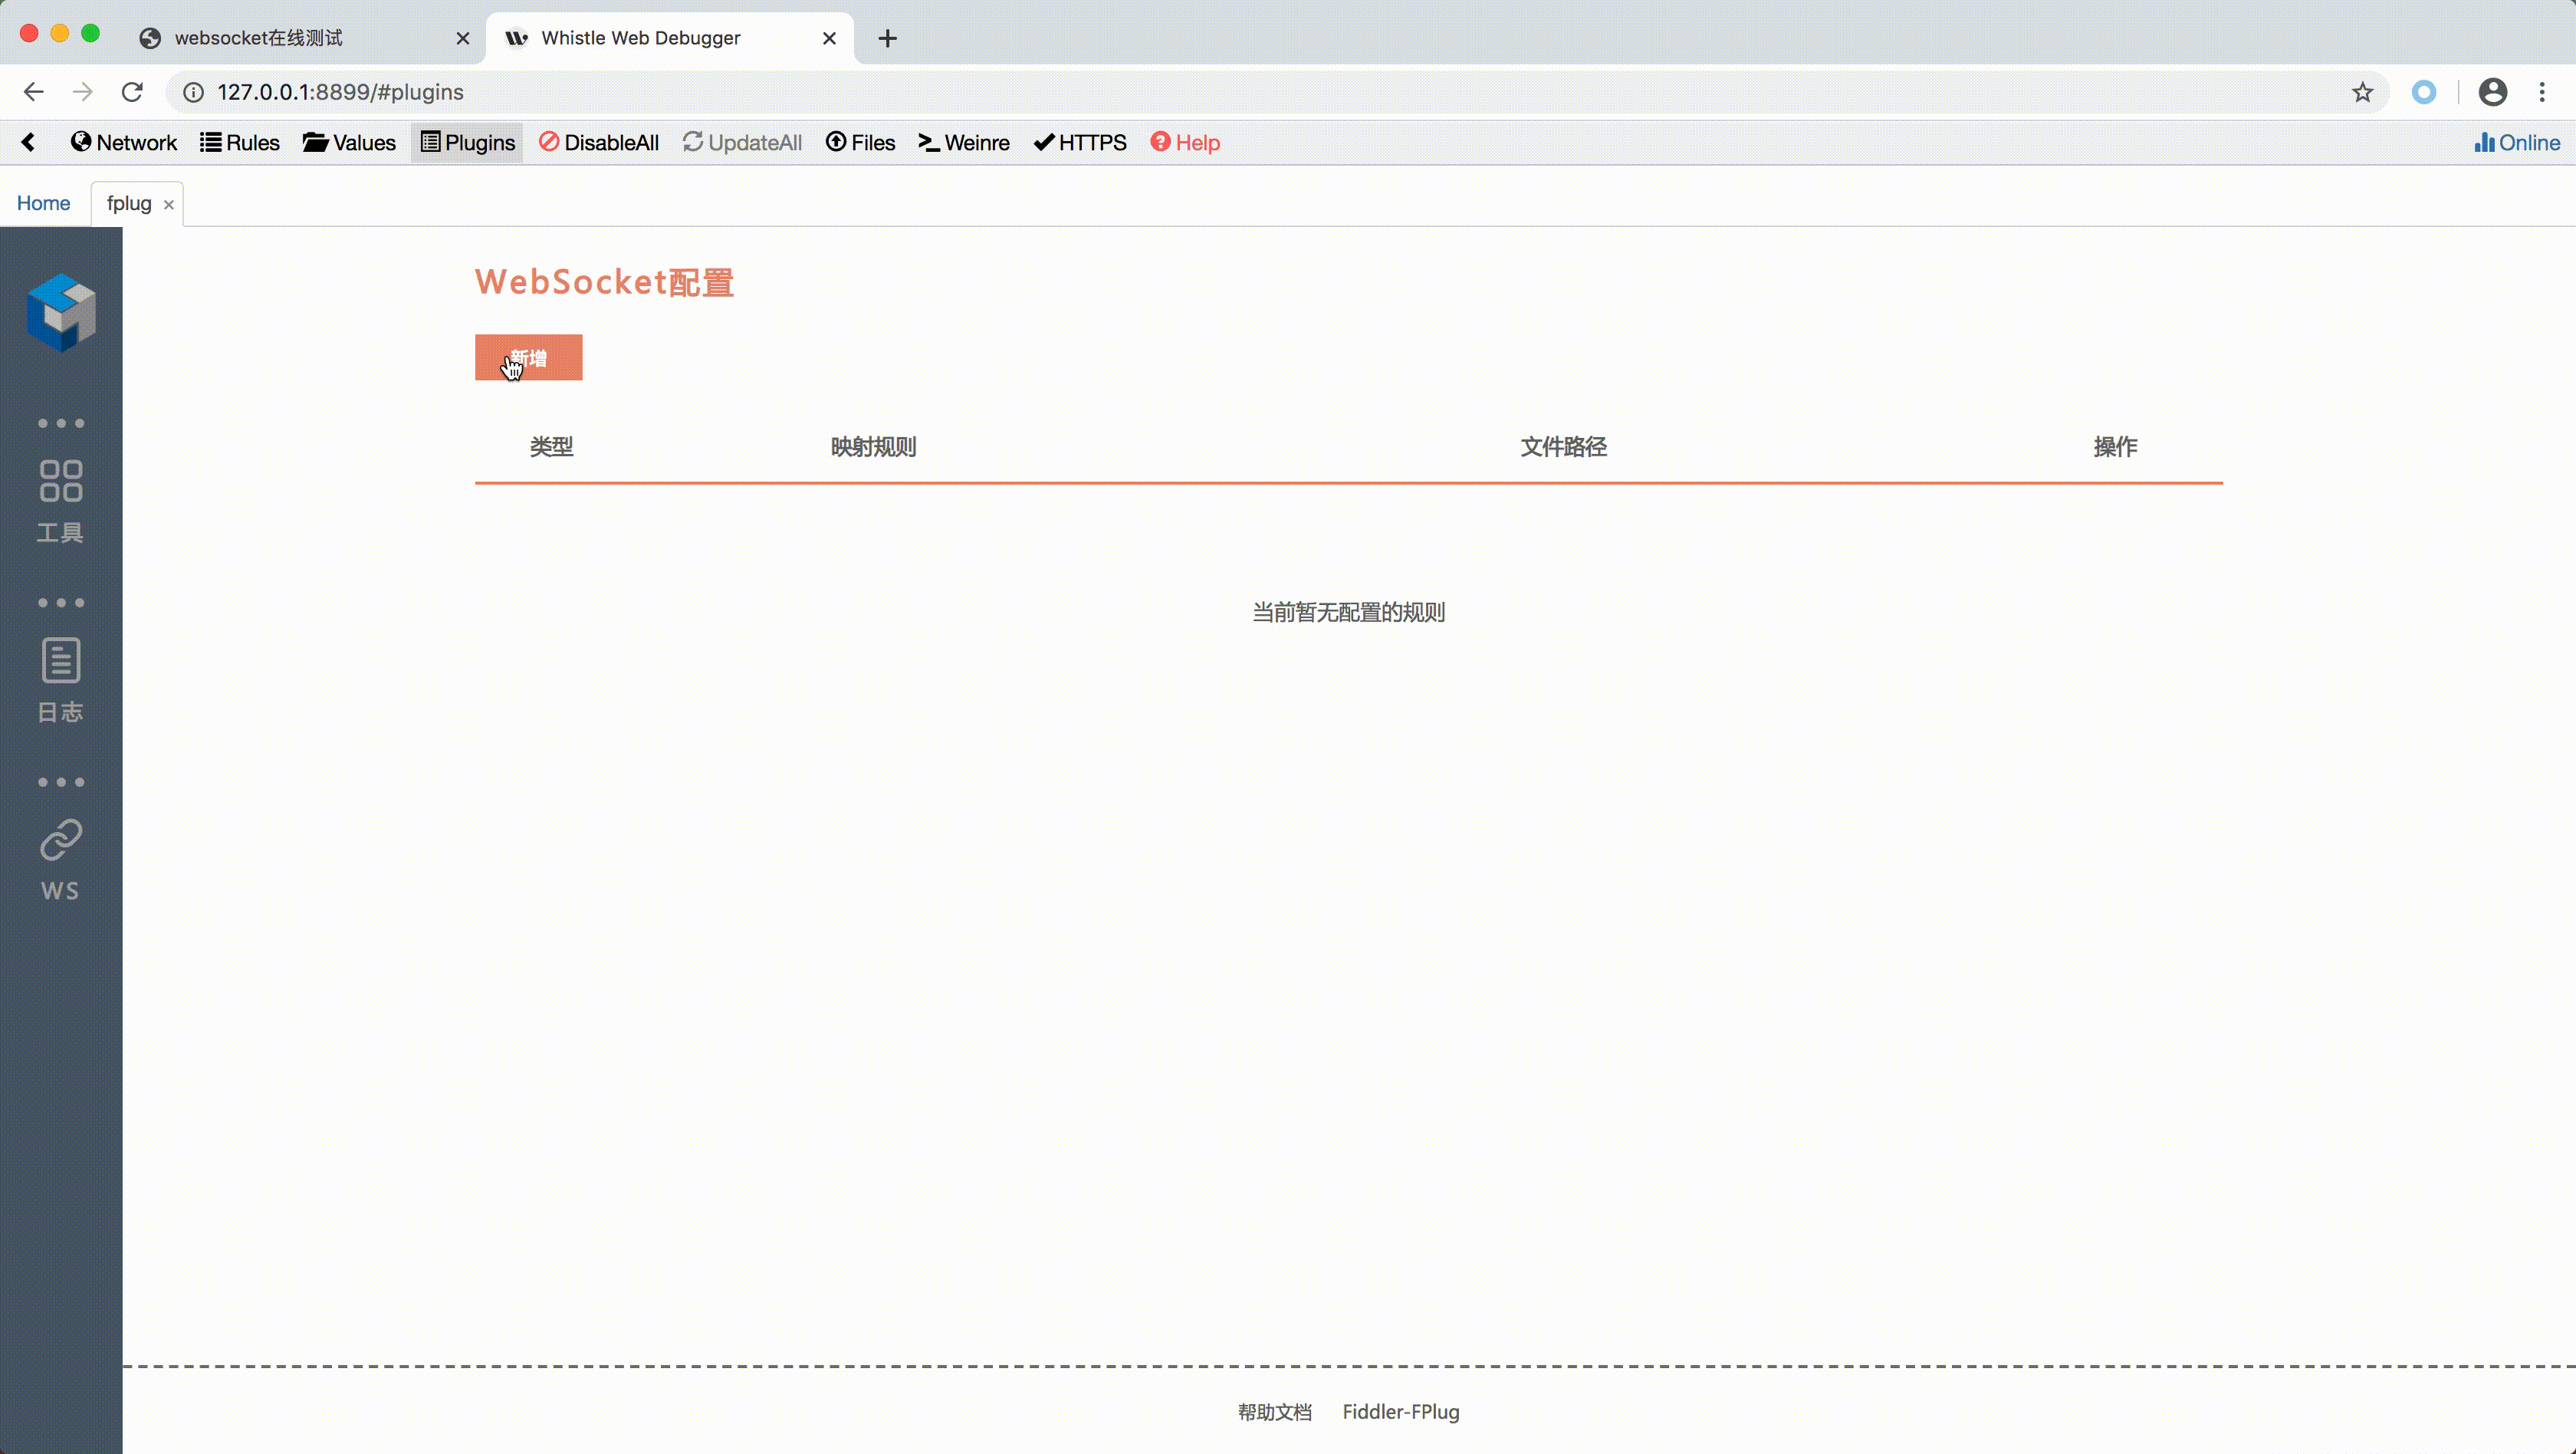 websocket在线测试
Whistle Web Debugger
127.0.0.1:8899/#plugins
Network Rules Values Plugins DisableAll UpdateAll Files Weinre HTTPS Help Online
Home fplug
WebSocket配置
新增
类型 映射规则 文件路径 操作
当前暂无配置的规则
工具
日志
WS
帮助文档 Fiddler-FPlug